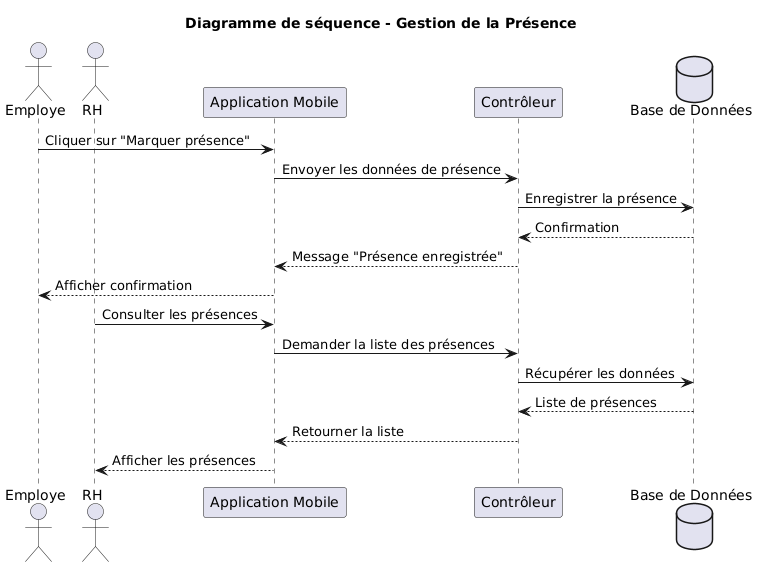 Diagramme de séquence - Gestion de la Présence
Employe
RH
Application Mobile
Contrôleur
Base de Données
Cliquer sur "Marquer présence"
Envoyer les données de présence
Enregistrer la présence
Confirmation
Message "Présence enregistrée"
Afficher confirmation
Consulter les présences
Demander la liste des présences
Récupérer les données
Liste de présences
Retourner la liste
Afficher les présences
Employe
RH
Application Mobile
Contrôleur
Base de Données